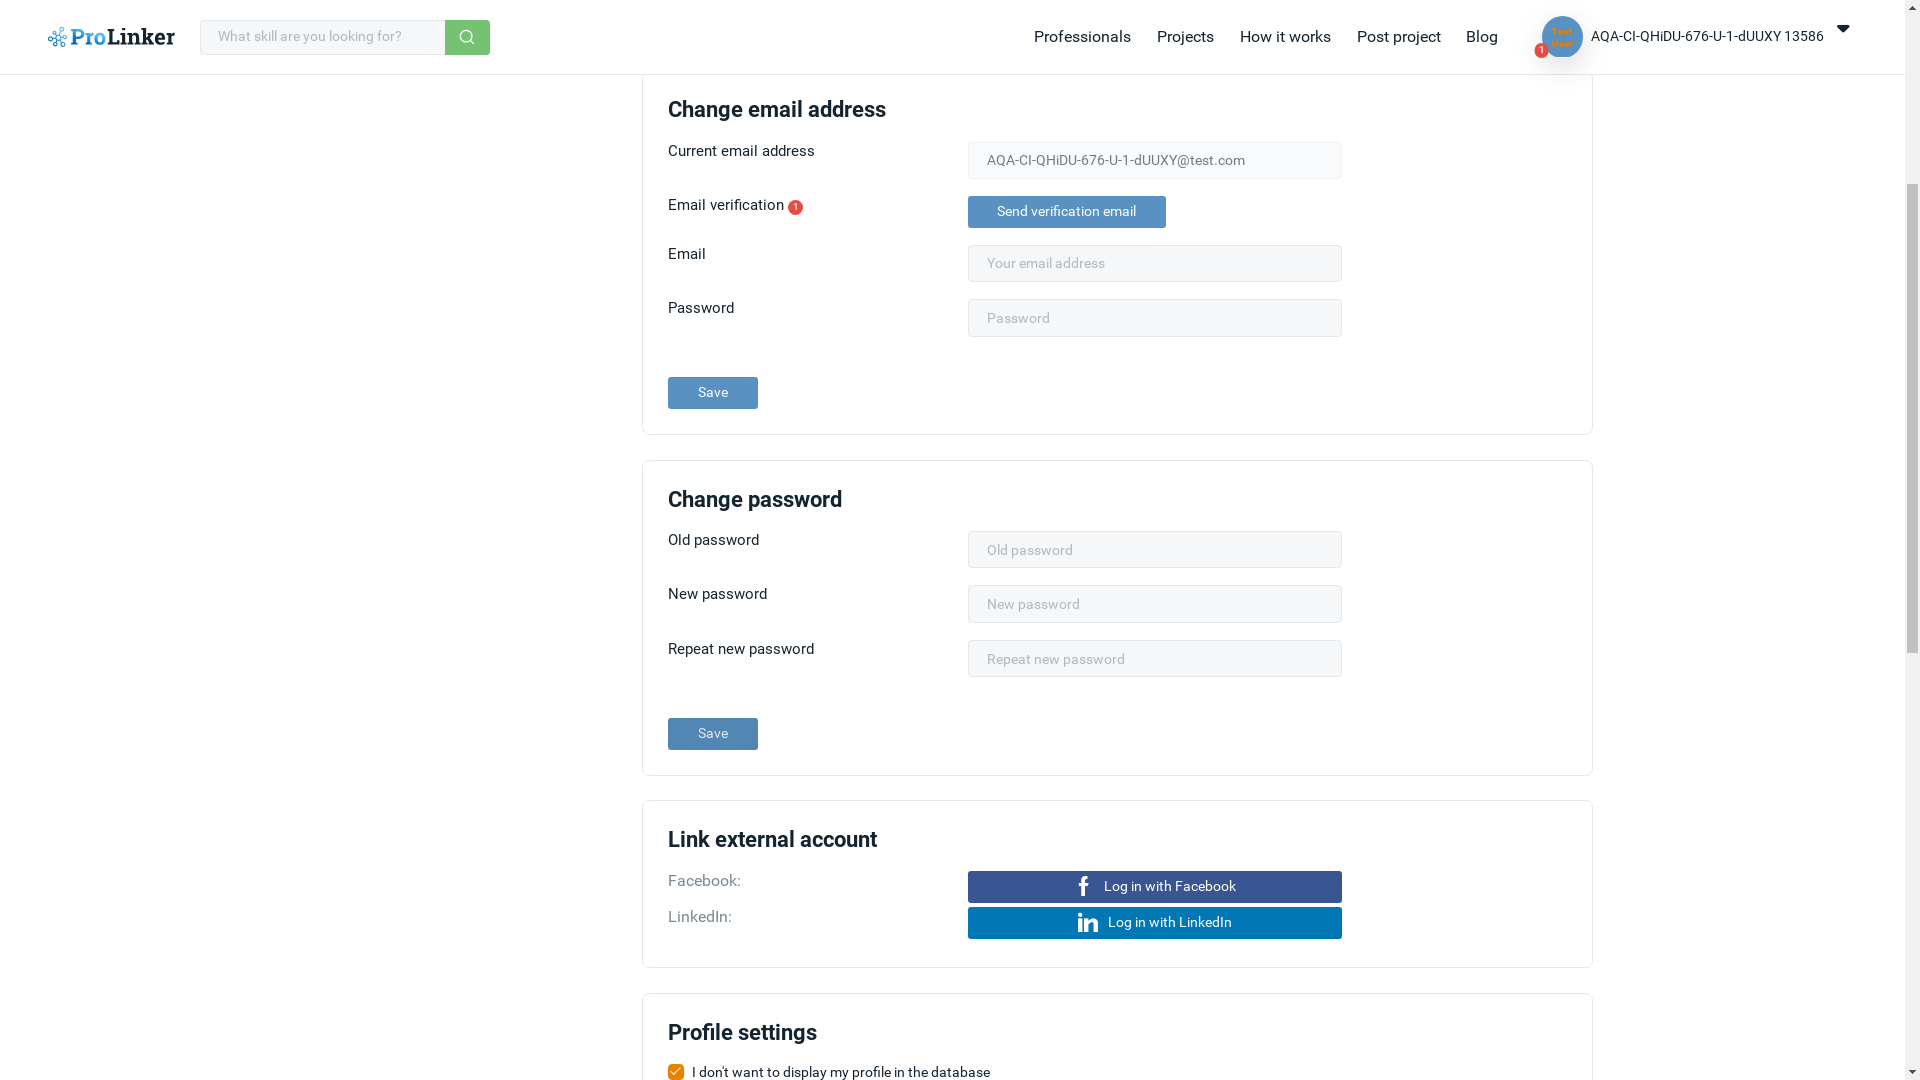 ProLinker
What skill are you looking for?
Professionals
Projects
How it works
Post project
Blog
Test
User
1
AQA-CI-QHiDU-676-U-1-dUUXY 13586
Change email address
Current email address
AQA-CI-QHiDU-676-U-1-dUUXY@test.com
Email verification 1
Send verification email
Email
Your email address
Password
Password
Save
Change password
Old password
Old password
New password
New password
Repeat new password
Repeat new password
Save
Link external account
Facebook:
Log in with Facebook
LinkedIn:
Log in with LinkedIn
Profile settings
I don't want to display my profile in the database